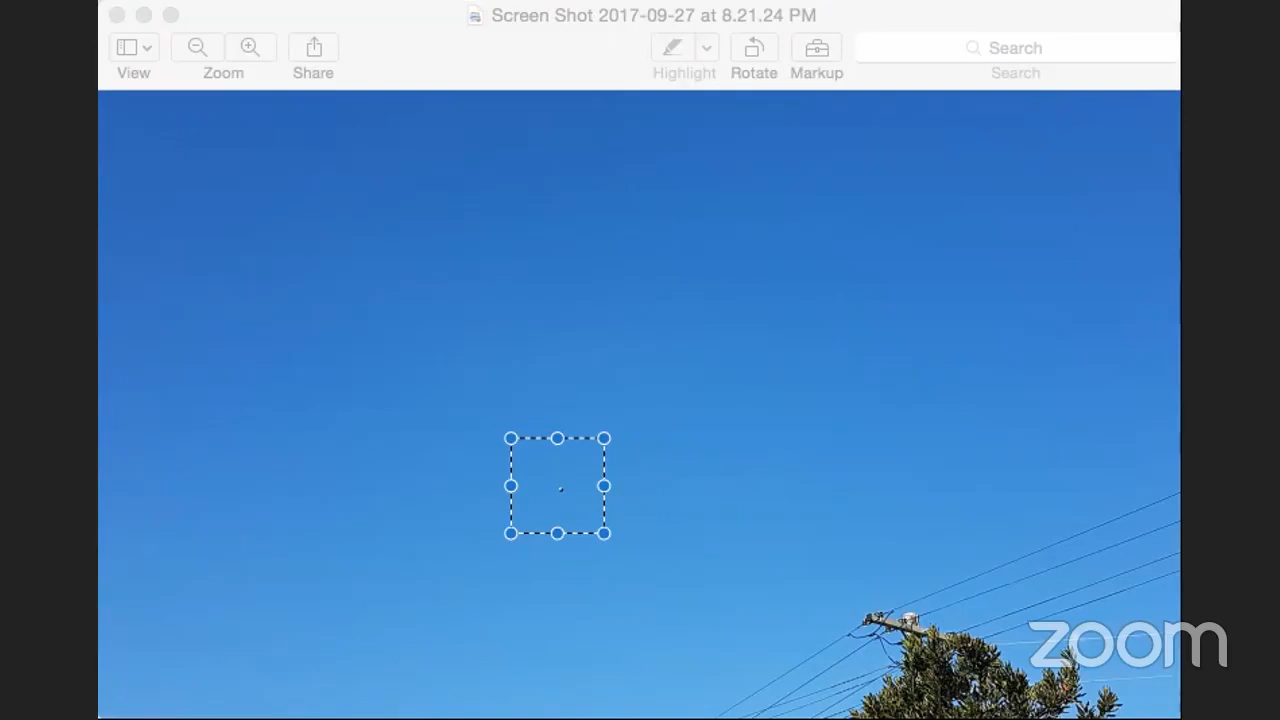 Screen Shot 2017-09-27 at 8.21.24 PM
View
Zoom
Share
Highlight
Rotate
Markup
Search
Search
zoom